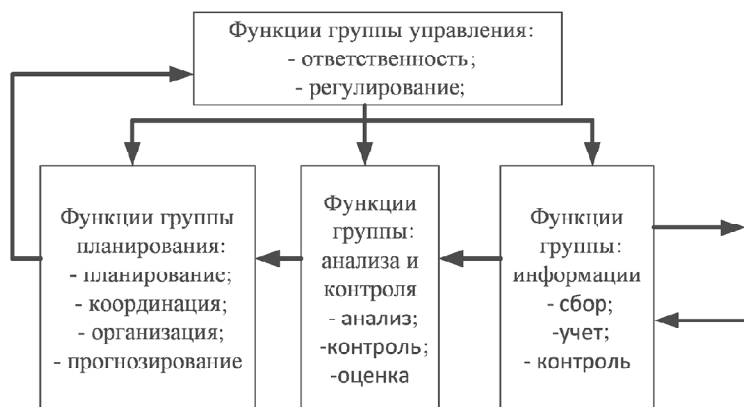 Функции группы управления:
- ответственность;
- регулирование;
Функции группы
планирования:
- планирование;
- координация;
- организация;
- прогнозирование
Функции
группы:
анализа и
контроля
- анализ;
-контроль;
-оценка
Функции
группы:
информации
- сбор;
-учет;
- контроль